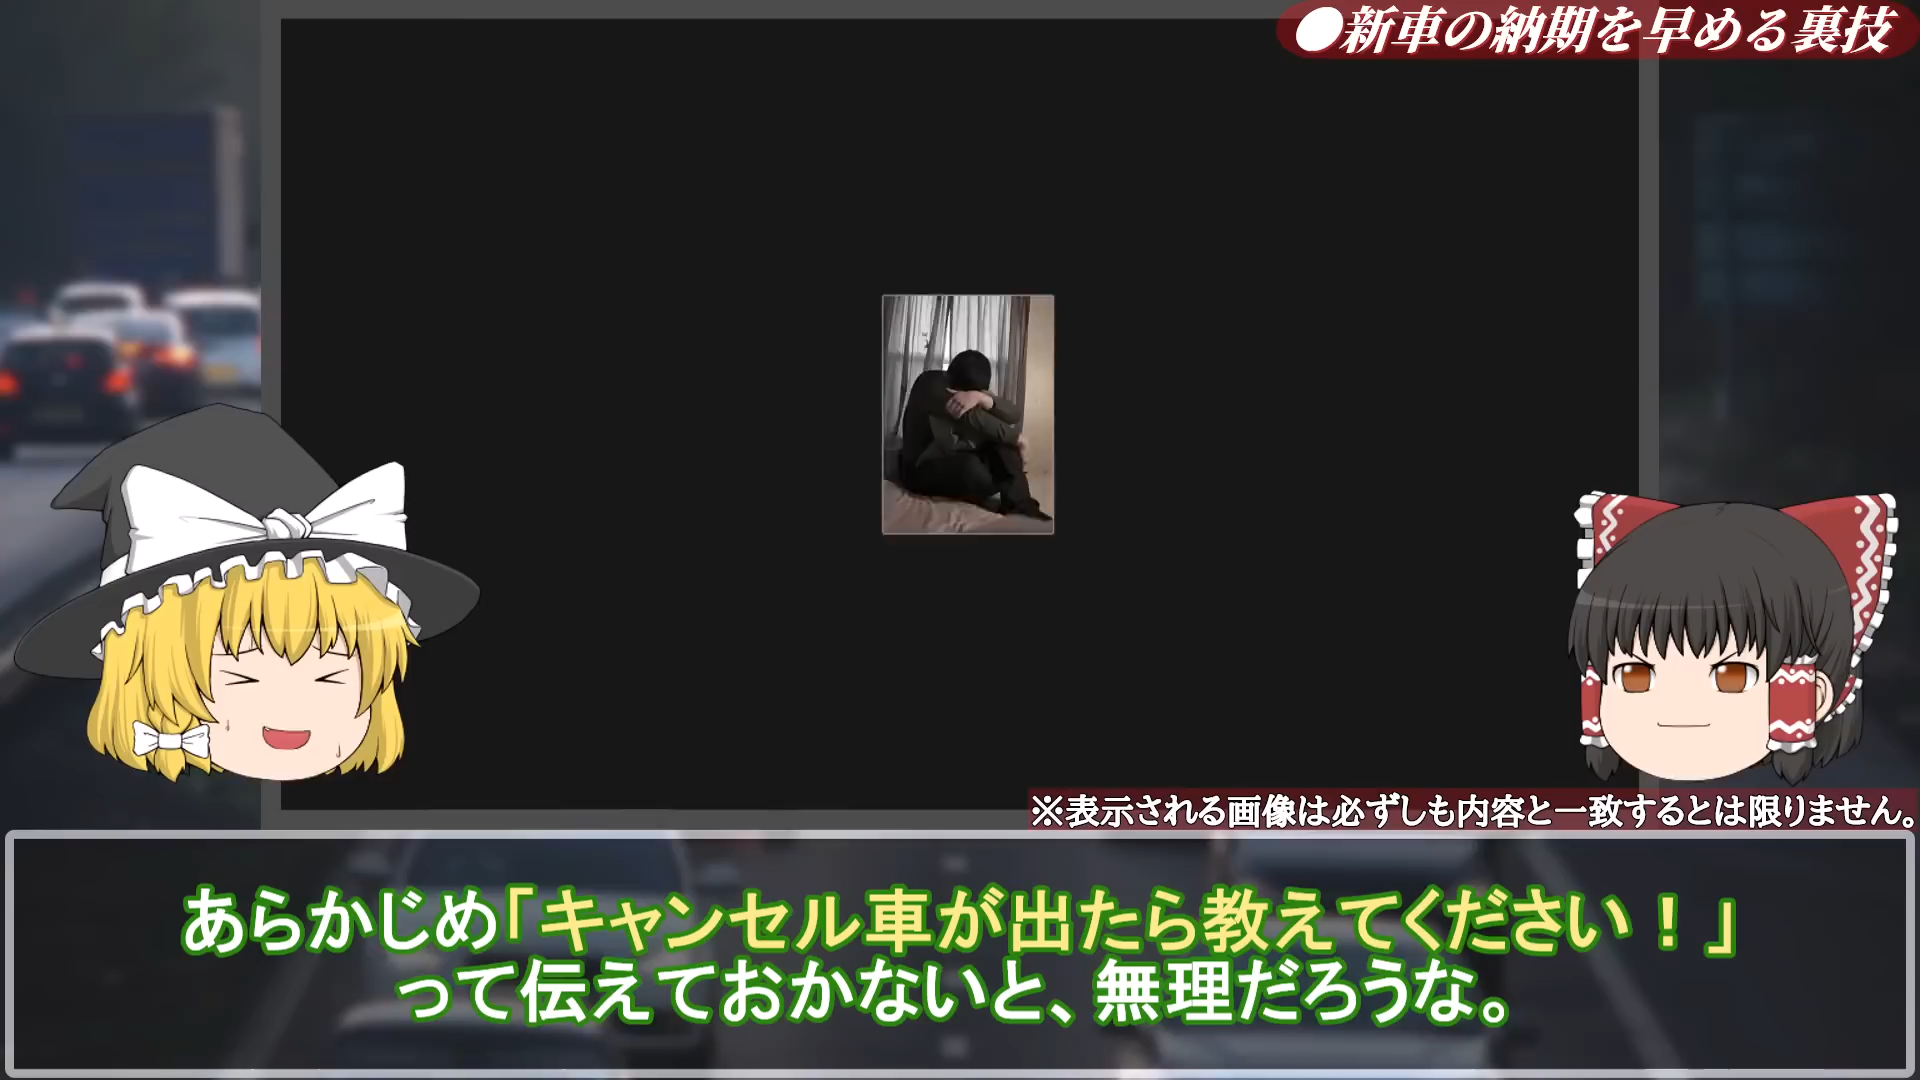 ●新車の納期を早める裏技
※表示される画像は必ずしも内容と一致するとは限りません。
あらかじめ「キャンセル車が出たら教えてください！」
って伝えておかないと、無理だろうな。